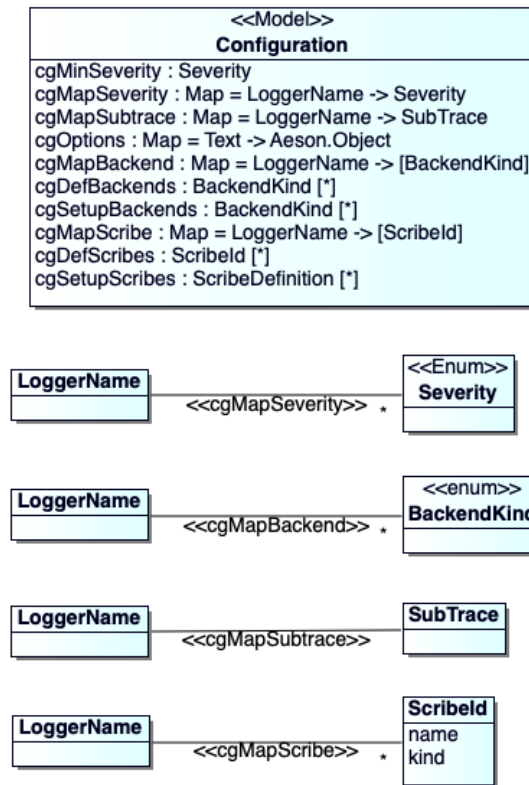 <<Model>>
Configuration
cgMinSeverity : Severity
cgMapSeverity : Map = LoggerName -> Severity
cgMapSubtrace : Map = LoggerName -> SubTrace
cgOptions : Map = Text -> Aeson.Object
cgMapBackend : Map = LoggerName -> [BackendKind]
cgDefBackends : BackendKind [*]
cgSetupBackends : BackendKind [*]
cgMapScribe : Map = LoggerName -> [ScribeId]
cgDefScribes : ScribeId [*]
cgSetupScribes : ScribeDefinition [*]
LoggerName
<<cgMapSeverity>> *
<<Enum>>
Severity
LoggerName
<<cgMapBackend>> *
<<enum>>
BackendKind
LoggerName
<<cgMapSubtrace>>
SubTrace
LoggerName
<<cgMapScribe>> *
ScribeId
name
kind